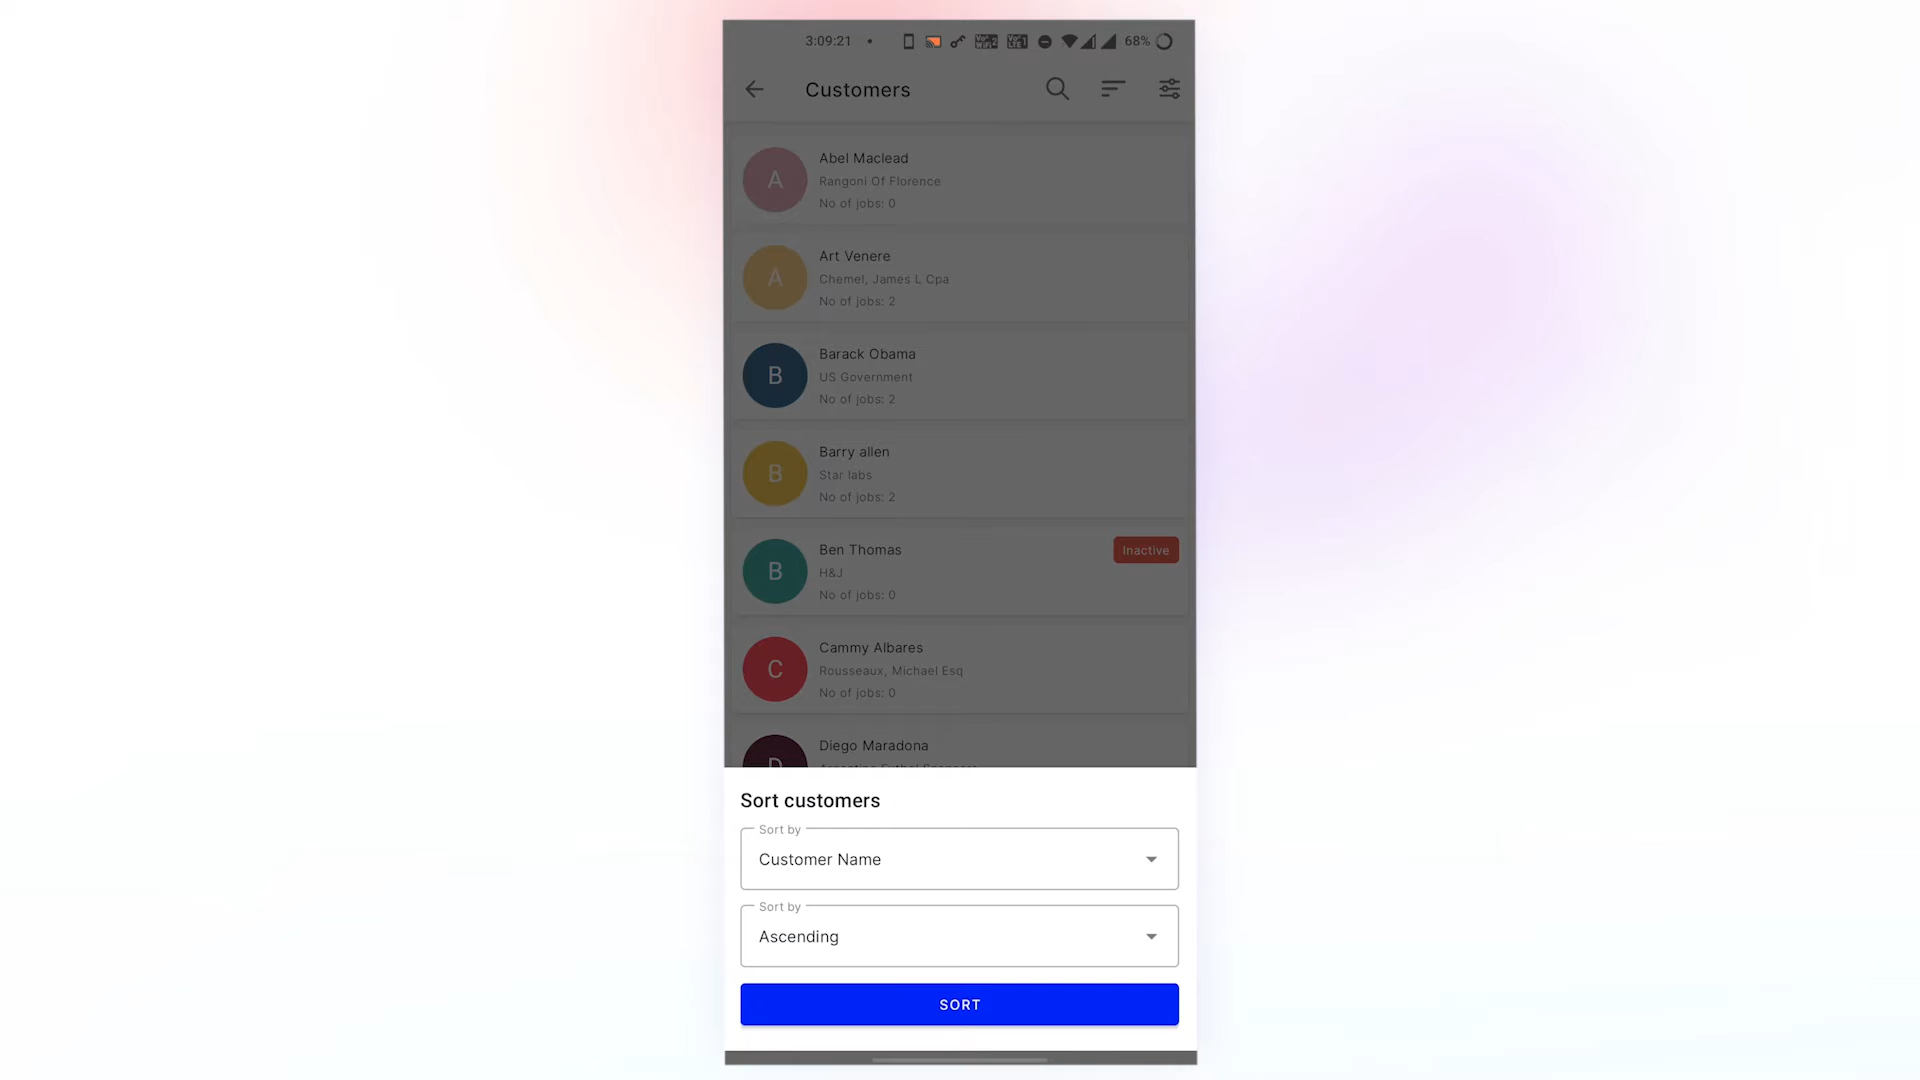 3:09:21 • 68%
Customers
A
Abel Maclead
Rangoni Of Florence
No of jobs: 0
A
Art Venere
Chemel, James L Cpa
No of jobs: 2
B
Barack Obama
US Government
No of jobs: 2
B
Barry allen
Star labs
No of jobs: 2
B
Ben Thomas
Inactive
H&J
No of jobs: 0
C
Cammy Albares
Rousseaux, Michael Esq
No of jobs: 0
D
Diego Maradona
Sort customers
Sort by
Customer Name
Sort by
Ascending
SORT